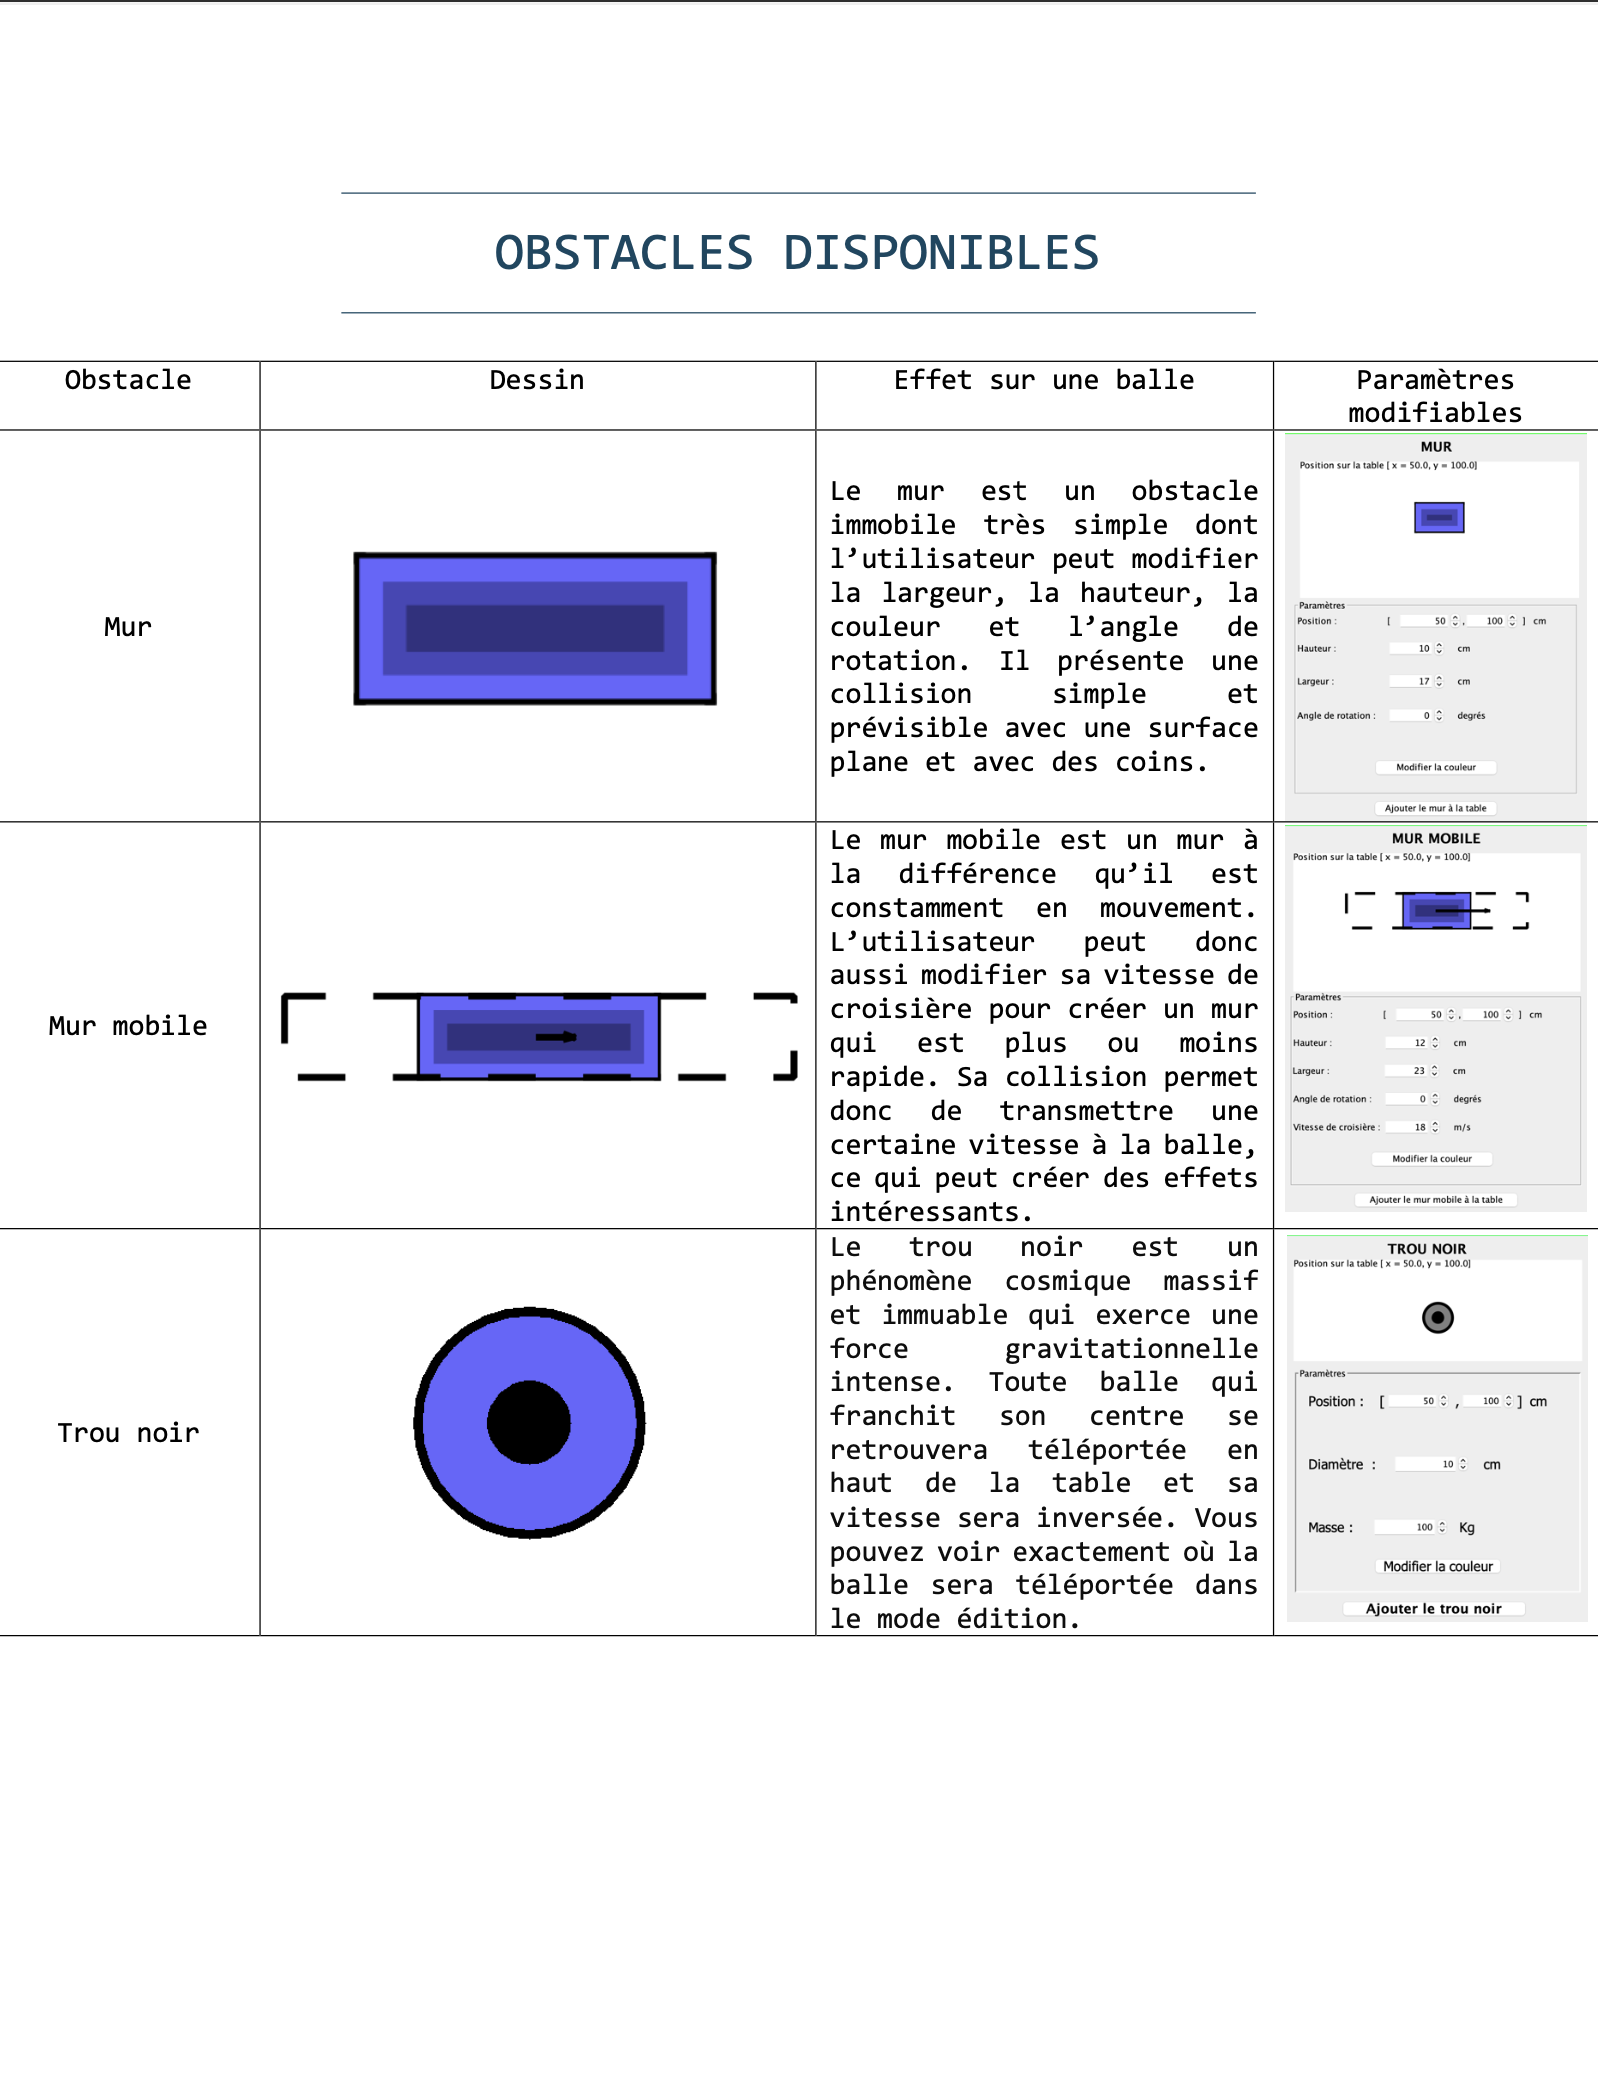 OBSTACLES DISPONIBLES
Obstacle
Dessin
Effet sur une balle
Paramètres
modifiables
Mur
Le mur est un obstacle
immobile très simple dont
l’utilisateur peut modifier
la largeur, la hauteur, la
couleur et l’angle de
rotation. Il présente une
collision simple et
prévisible avec une surface
plane et avec des coins.
MUR
Position sur la table [ x = 50.0, y = 100.0]
Paramètres
Position : [ 50 , 100 ] cm
Hauteur : 10 cm
Largeur : 17 cm
Angle de rotation : 0 degrés
Modifier la couleur
Ajouter le mur à la table
Mur mobile
Le mur mobile est un mur à
la différence qu’il est
constamment en mouvement.
L’utilisateur peut donc
aussi modifier sa vitesse de
croisière pour créer un mur
qui est plus ou moins
rapide. Sa collision permet
donc de transmettre une
certaine vitesse à la balle,
ce qui peut créer des effets
intéressants.
MUR MOBILE
Position sur la table [ x = 50.0, y = 100.0]
Paramètres
Position : [ 50 , 100 ] cm
Hauteur : 12 cm
Largeur : 23 cm
Angle de rotation : 0 degrés
Vitesse de croisière : 18 m/s
Modifier la couleur
Ajouter le mur mobile à la table
Trou noir
Le trou noir est un
phénomène cosmique massif
et immuable qui exerce une
force gravitationnelle
intense. Toute balle qui
franchit son centre se
retrouvera téléportée en
haut de la table et sa
vitesse sera inversée. Vous
pouvez voir exactement où la
balle sera téléportée dans
le mode édition.
TROU NOIR
Position sur la table [ x = 50.0, y = 100.0]
Paramètres
Position : [ 50 , 100 ] cm
Diamètre : 10 cm
Masse : 100 Kg
Modifier la couleur
Ajouter le trou noir